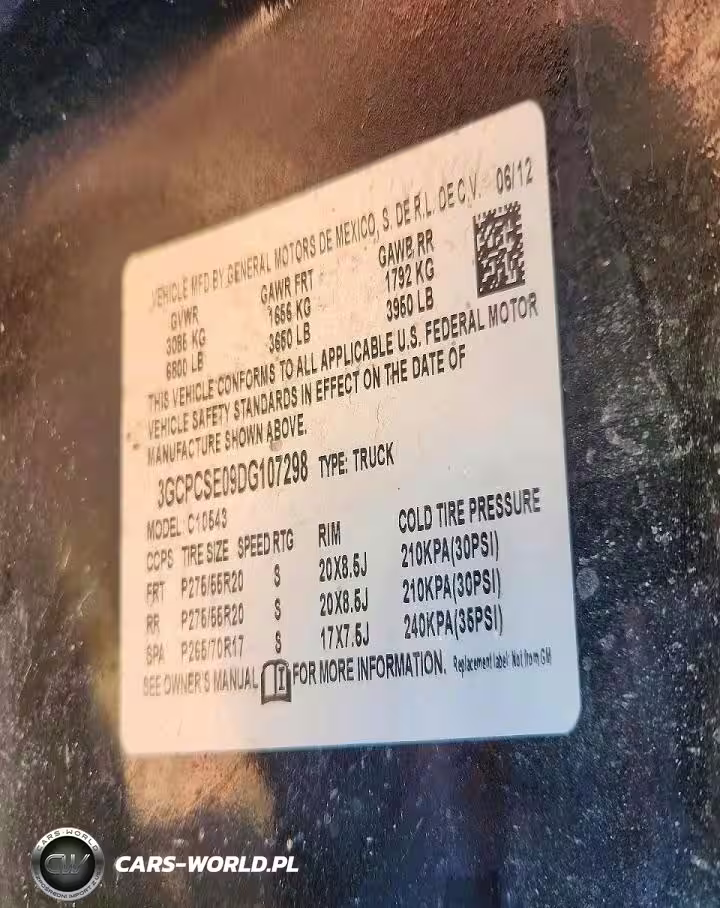 VEHICLE MFD BY GENERAL MOTORS DE MEXICO, S. DE R.L. DE C.V. 06/12
GVWR GAWR FRT GAWR RR
3085 KG 1656 KG 1792 KG
6800 LB 3650 LB 3950 LB
THIS VEHICLE CONFORMS TO ALL APPLICABLE U.S. FEDERAL MOTOR
VEHICLE SAFETY STANDARDS IN EFFECT ON THE DATE OF
MANUFACTURE SHOWN ABOVE.
3GCPCSE09DG107298 TYPE: TRUCK
MODEL: C10543
COPS TIRE SIZE SPEED RTG RIM COLD TIRE PRESSURE
FRT P275/55R20 S 20X8.5J 210KPA(30PSI)
RR P275/55R20 S 20X8.5J 210KPA(30PSI)
SPA P265/70R17 S 17X7.5J 240KPA(35PSI)
SEE OWNER'S MANUAL FOR MORE INFORMATION. Replacement label: Not from GM
CARS-WORLD
CW
CARS-WORLD.PL